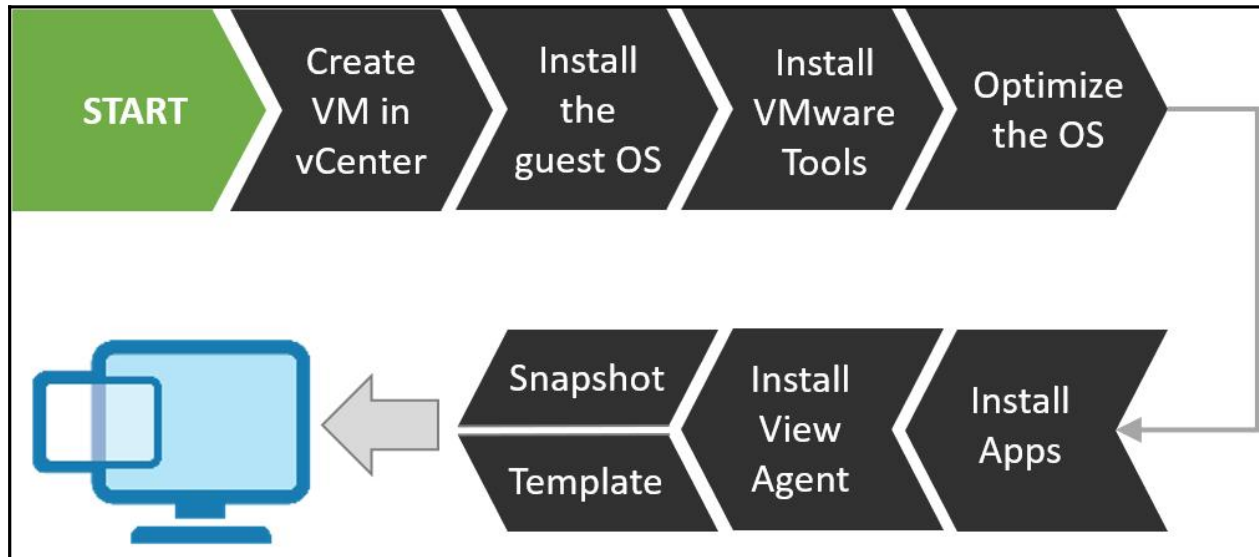 START
Create
VM in
vCenter
Install
the
guest OS
Install
VMware
Tools
Optimize
the OS
Install
Apps
Install
View
Agent
Snapshot
Template